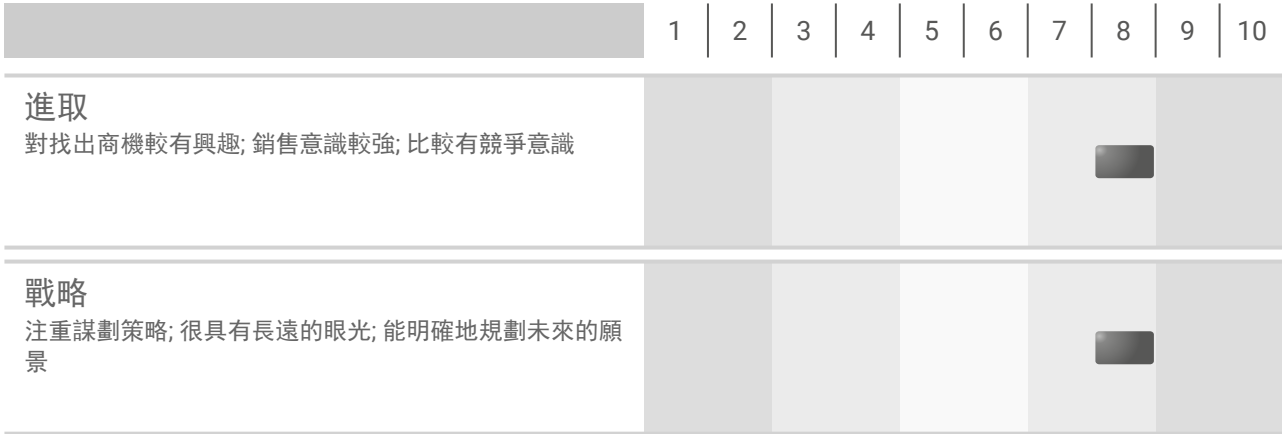 1 2 3 4 5 6 7 8 9 10
進取
對找出商機較有興趣; 銷售意識較強; 比較有競爭意識
戰略
注重謀劃策略; 很具有長遠的眼光; 能明確地規劃未來的願
景